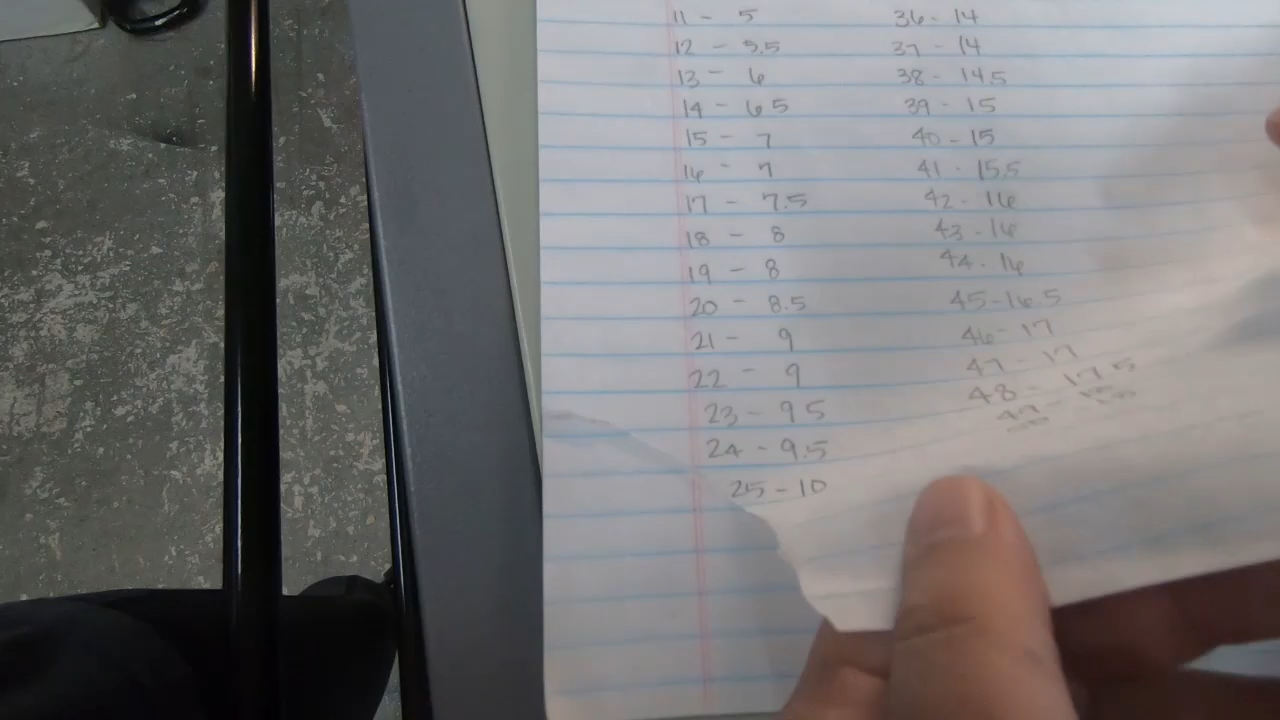 11 - 5
12 - 5.5
13 - 6
14 - 6.5
15 - 7
16 - 7
17 - 7.5
18 - 8
19 - 8
20 - 8.5
21 - 9
22 - 9
23 - 9.5
24 - 9.5
25 - 10
36 - 14
37 - 14
38 - 14.5
39 - 15
40 - 15
41 - 15.5
42 - 16
43 - 16
44 - 16
45 - 16.5
46 - 17
47 - 17
48 - 17.5